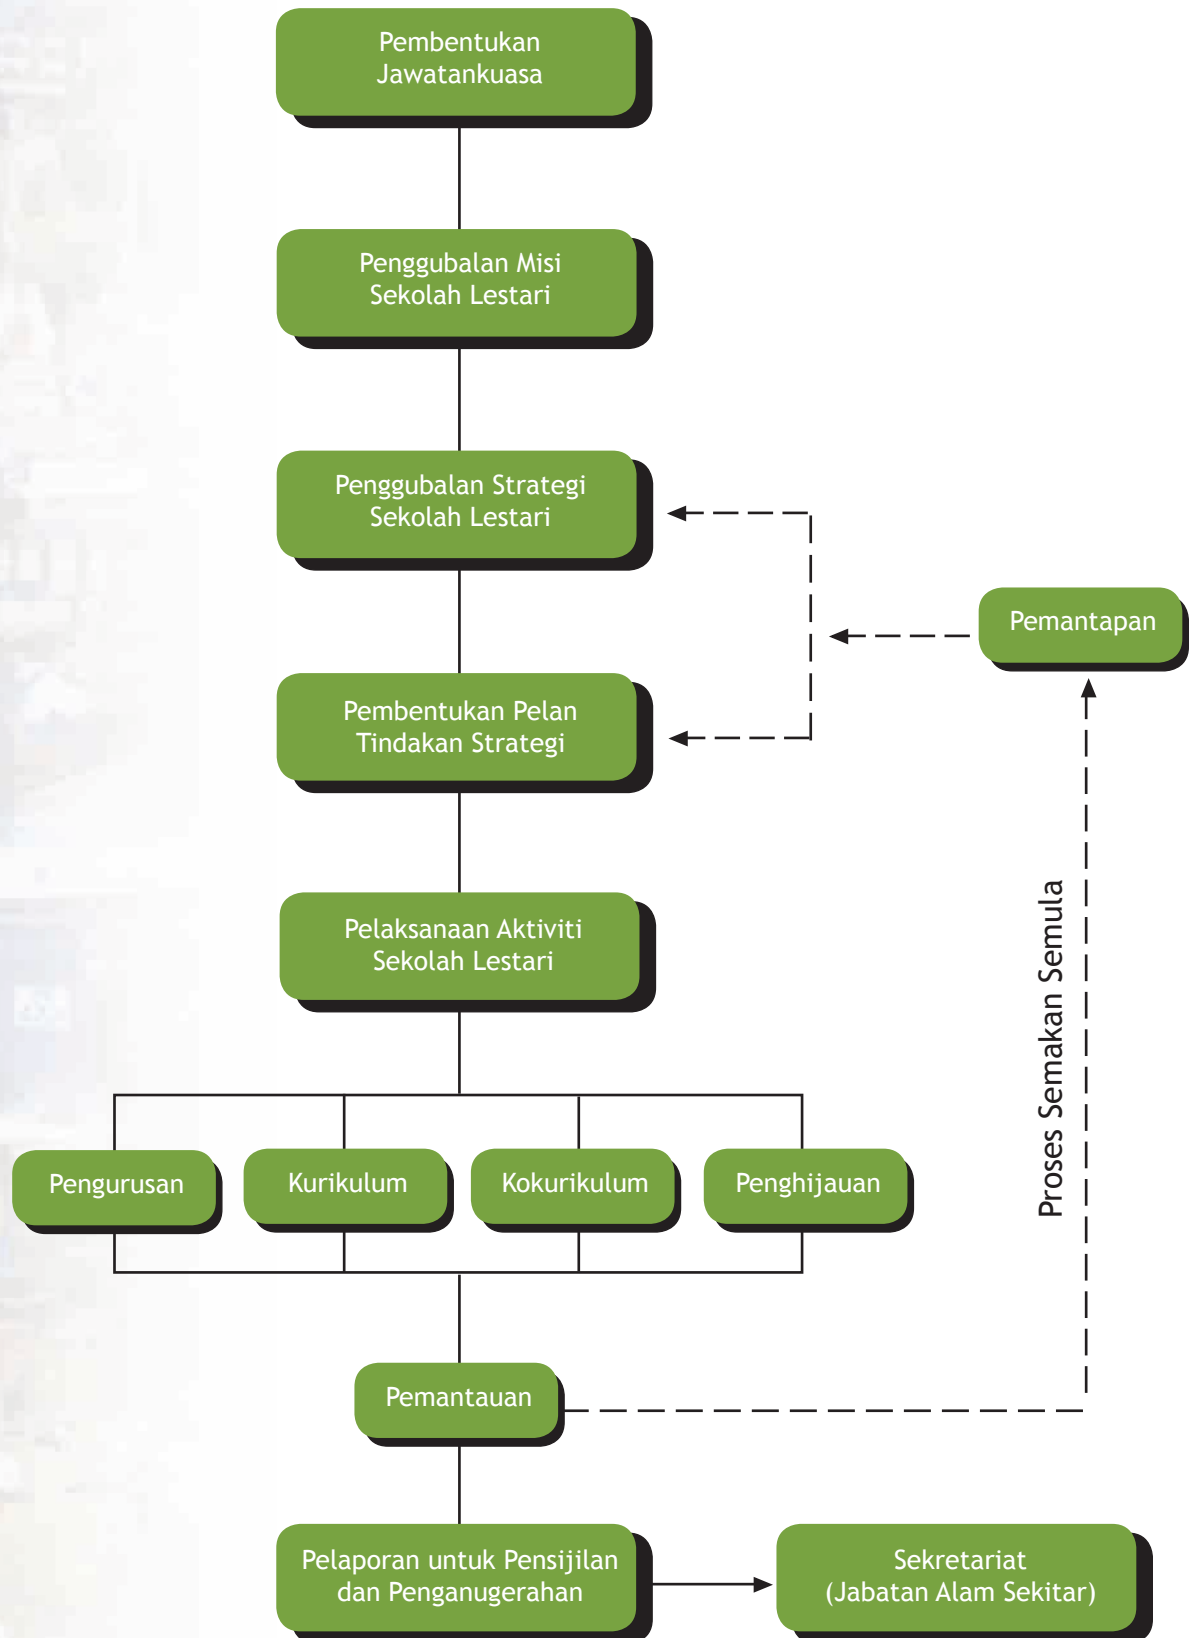 Pembentukan
Jawatankuasa
Penggubalan Misi
Sekolah Lestari
Penggubalan Strategi
Sekolah Lestari
Pemantapan
Pembentukan Pelan
Tindakan Strategi
Pelaksanaan Aktiviti
Sekolah Lestari
Proses Semakan Semula
Pengurusan
Kurikulum
Kokurikulum
Penghijauan
Pemantauan
Pelaporan untuk Pensijilan
dan Penganugerahan
Sekretariat
(Jabatan Alam Sekitar)